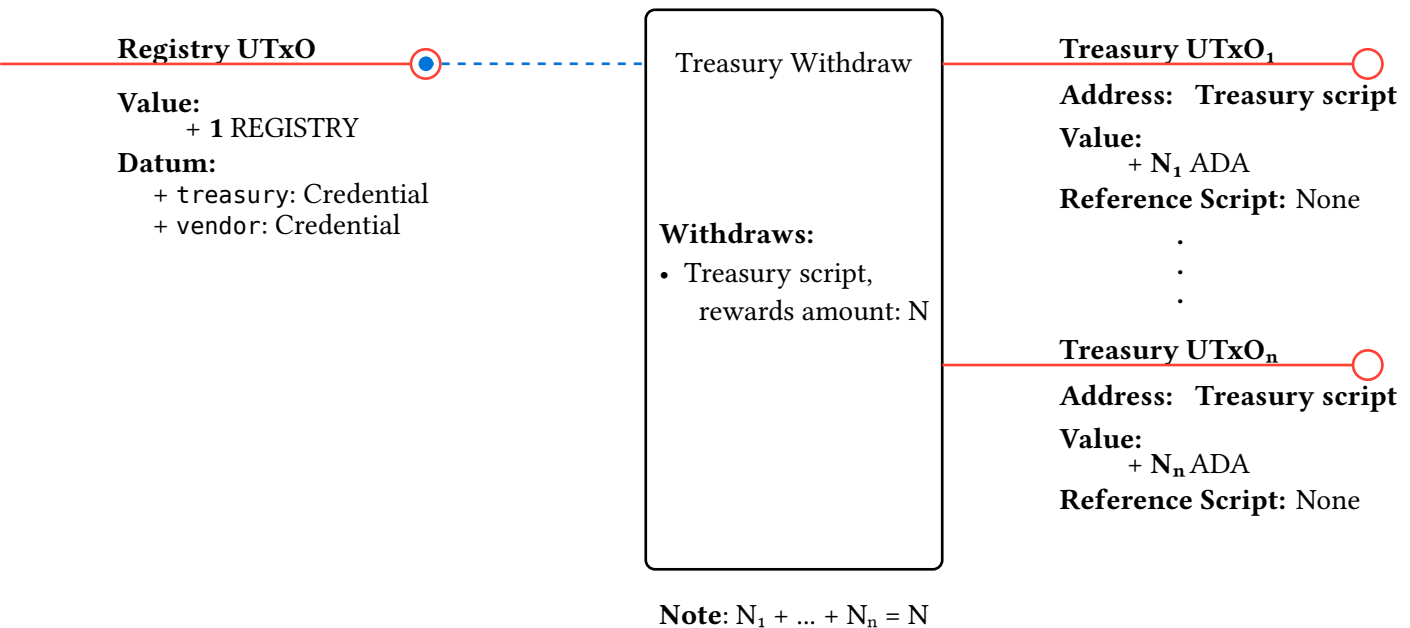 Registry UTxO
Value:
+ 1 REGISTRY
Datum:
+ treasury: Credential
+ vendor: Credential
Treasury Withdraw
Withdraws:
• Treasury script,
rewards amount: N
Treasury UTxO₁
Address: Treasury script
Value:
+ N₁ ADA
Reference Script: None
.
.
.
Treasury UTxOₙ
Address: Treasury script
Value:
+ Nₙ ADA
Reference Script: None
Note: N₁ + ... + Nₙ = N